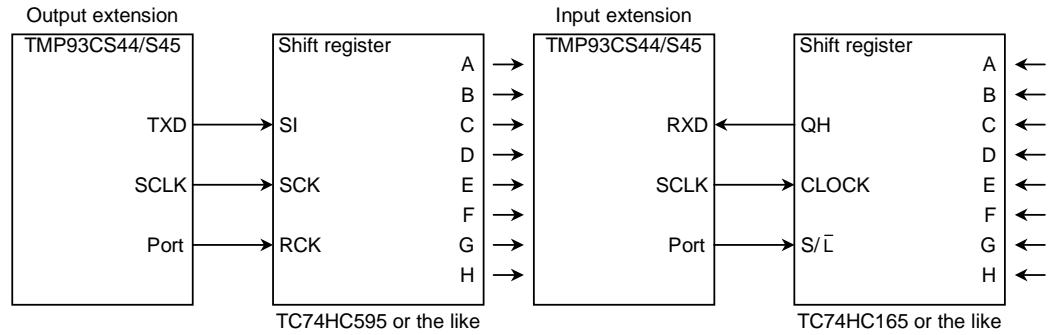 Output extension
TMP93CS44/S45
Shift register
A
B
TXD
SI
C
D
SCLK
SCK
E
F
Port
RCK
G
H
TC74HC595 or the like
Input extension
TMP93CS44/S45
Shift register
A
B
RXD
QH
C
D
SCLK
CLOCK
E
F
Port
S/L̅
G
H
TC74HC165 or the like